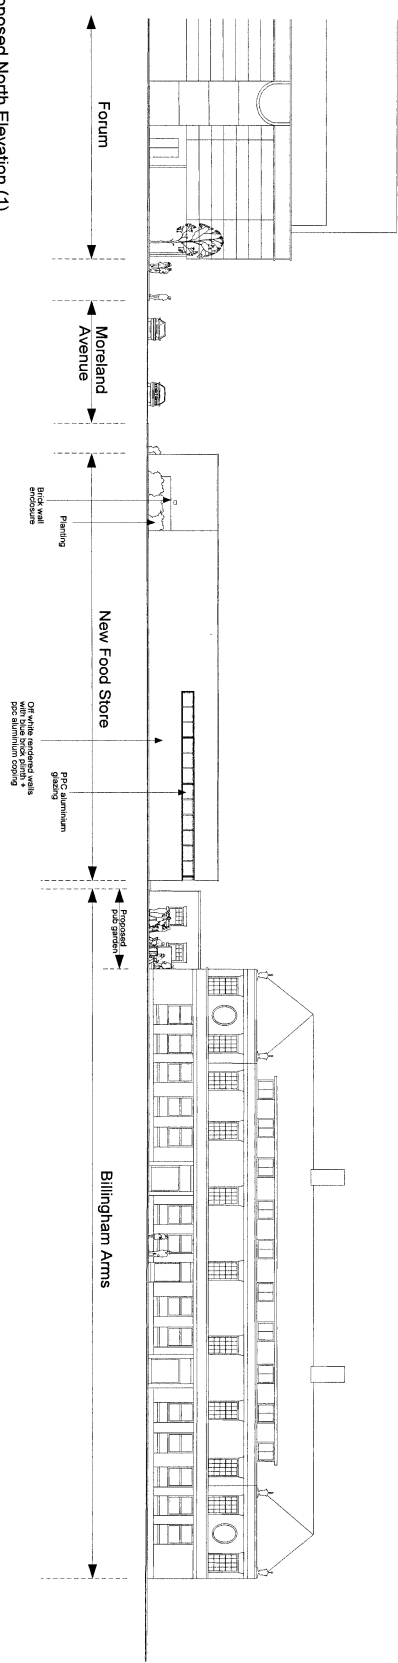 Forum
Moreland
Avenue
New Food Store
Billingham Arms
Brick wall
enclosure
Planting
Off white rendered walls
with blue brick plinth +
ppc aluminium coping
PPC aluminium
glazing
Proposed
pub garden
posed North Elevation (1)